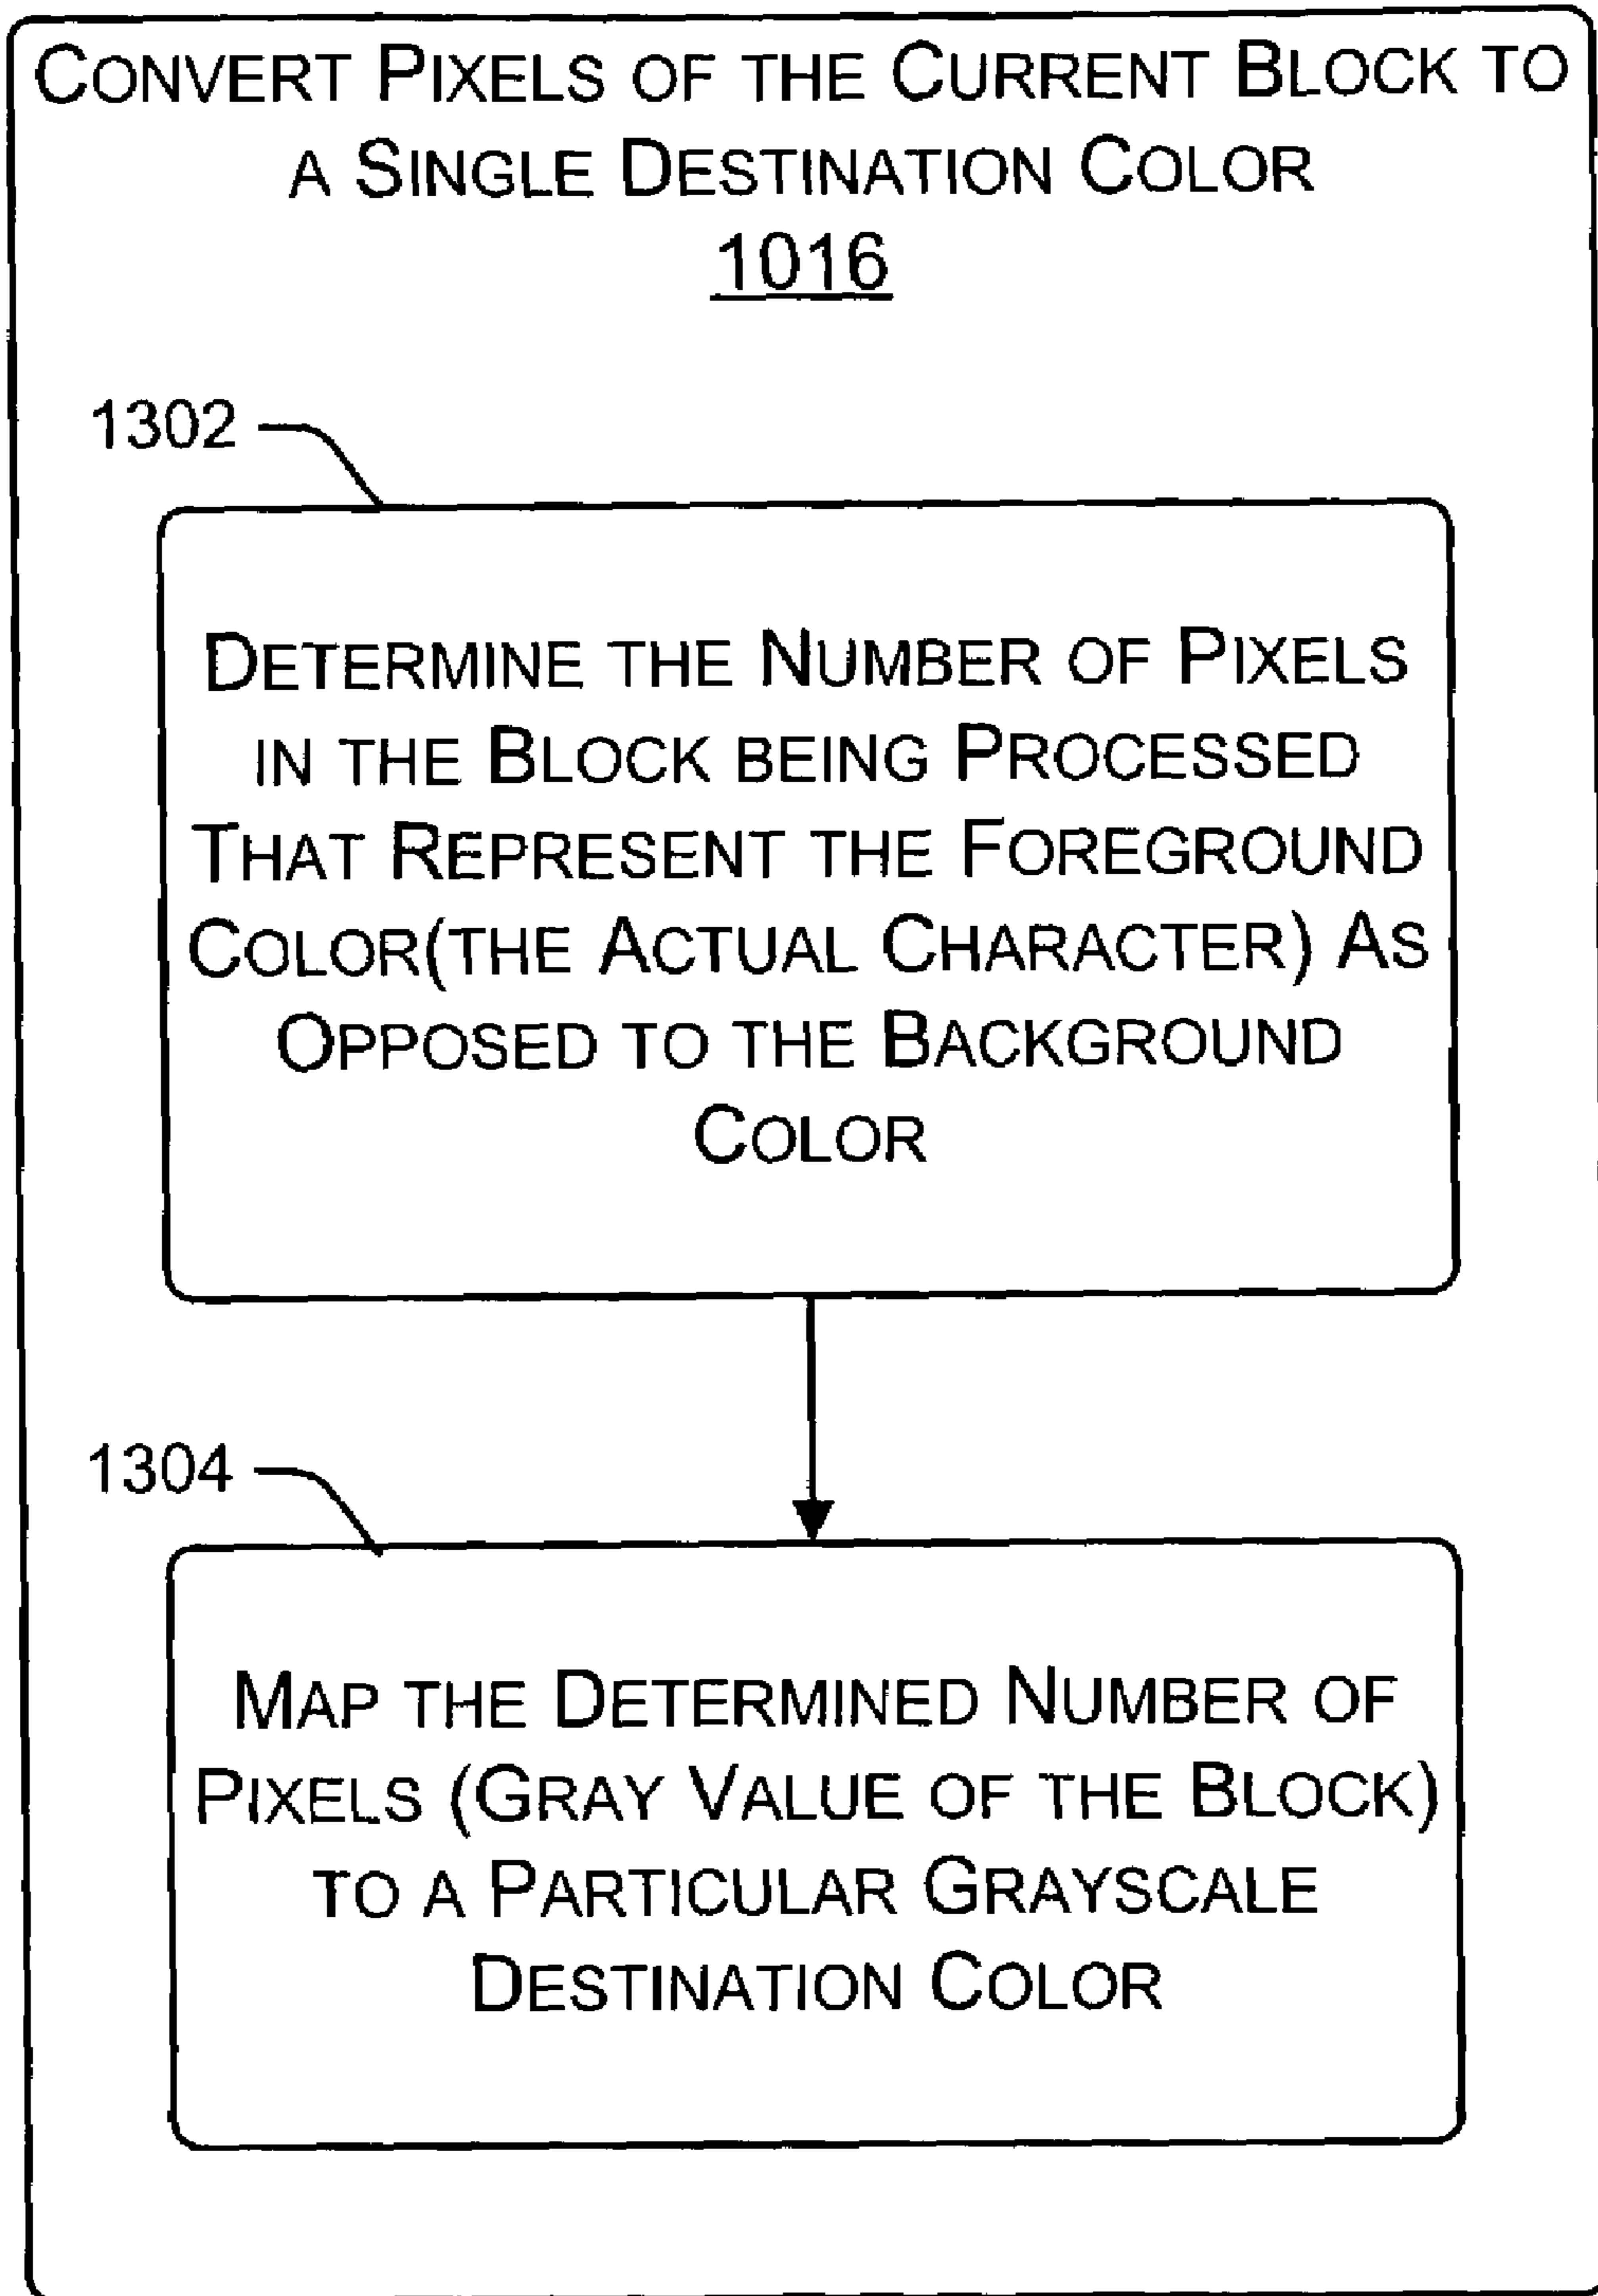 CONVERT PIXELS OF THE CURRENT BLOCK TO
A SINGLE DESTINATION COLOR
1016
1302
DETERMINE THE NUMBER OF PIXELS
IN THE BLOCK BEING PROCESSED
THAT REPRESENT THE FOREGROUND
COLOR(THE ACTUAL CHARACTER) AS
OPPOSED TO THE BACKGROUND
COLOR
1304
MAP THE DETERMINED NUMBER OF
PIXELS (GRAY VALUE OF THE BLOCK)
TO A PARTICULAR GRAYSCALE
DESTINATION COLOR